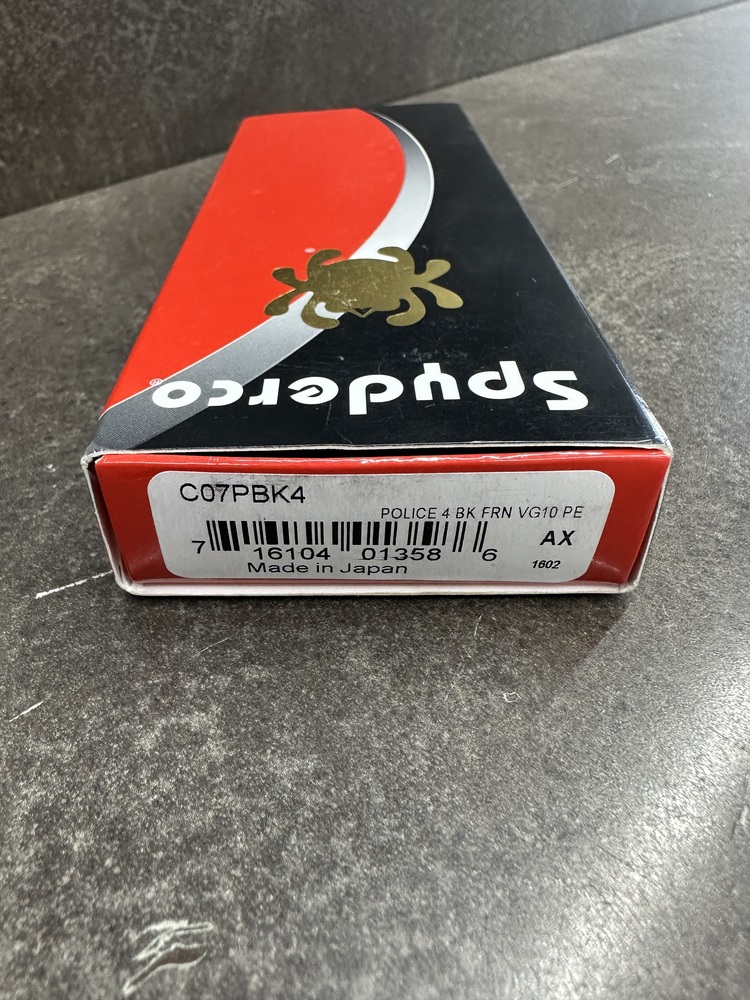 Spyderco®
C07PBK4
POLICE 4 BK FRN VG10 PE
AX
7 16104 01358 6
Made in Japan
1602